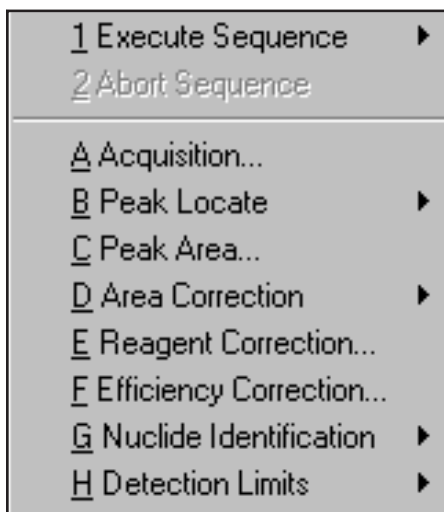 1 Execute Sequence
2 Abort Sequence
A Acquisition...
B Peak Locate
C Peak Area...
D Area Correction
E Reagent Correction...
F Efficiency Correction...
G Nuclide Identification
H Detection Limits